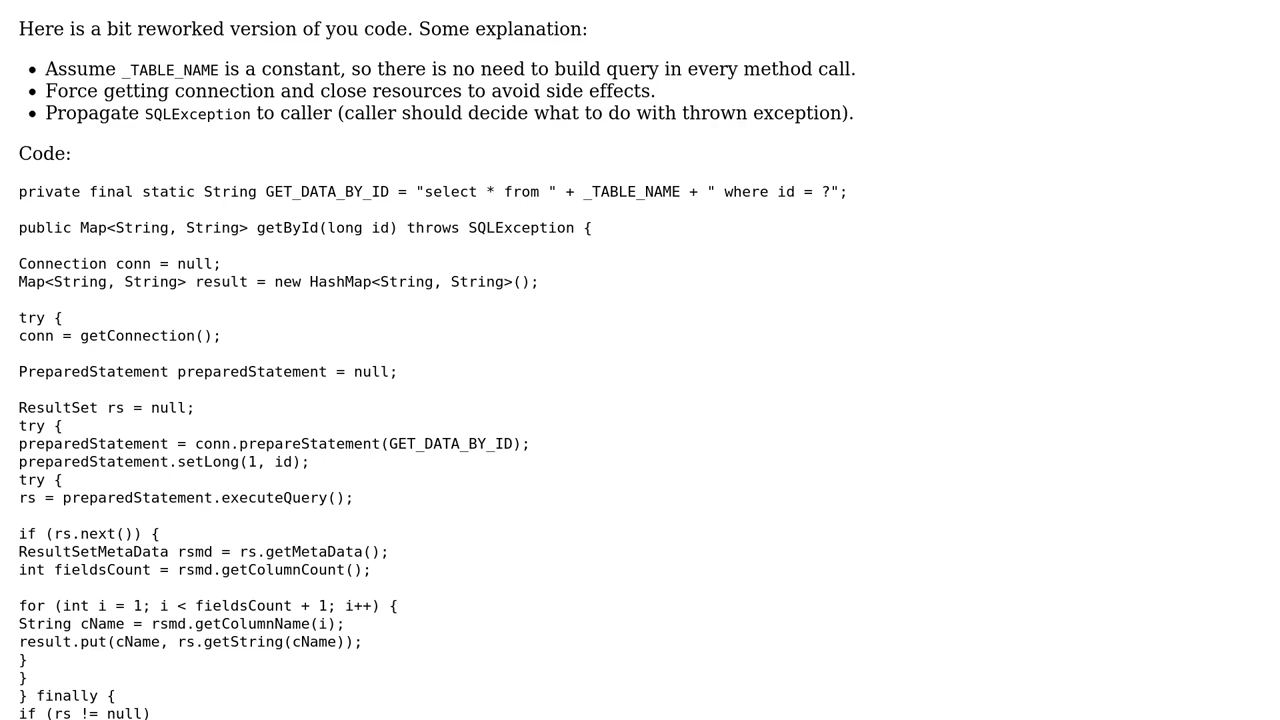 Here is a bit reworked version of you code. Some explanation:
Assume _TABLE_NAME is a constant, so there is no need to build query in every method call.
Force getting connection and close resources to avoid side effects.
Propagate SQLException to caller (caller should decide what to do with thrown exception).
Code:
private final static String GET_DATA_BY_ID = "select * from " + _TABLE_NAME + " where id = ?";
public Map<String, String> getById(long id) throws SQLException {
Connection conn = null;
Map<String, String> result = new HashMap<String, String>();
try {
conn = getConnection();
PreparedStatement preparedStatement = null;
ResultSet rs = null;
try {
preparedStatement = conn.prepareStatement(GET_DATA_BY_ID);
preparedStatement.setLong(1, id);
try {
rs = preparedStatement.executeQuery();
if (rs.next()) {
ResultSetMetaData rsmd = rs.getMetaData();
int fieldsCount = rsmd.getColumnCount();
for (int i = 1; i < fieldsCount + 1; i++) {
String cName = rsmd.getColumnName(i);
result.put(cName, rs.getString(cName));
}
}
} finally {
if (rs != null)